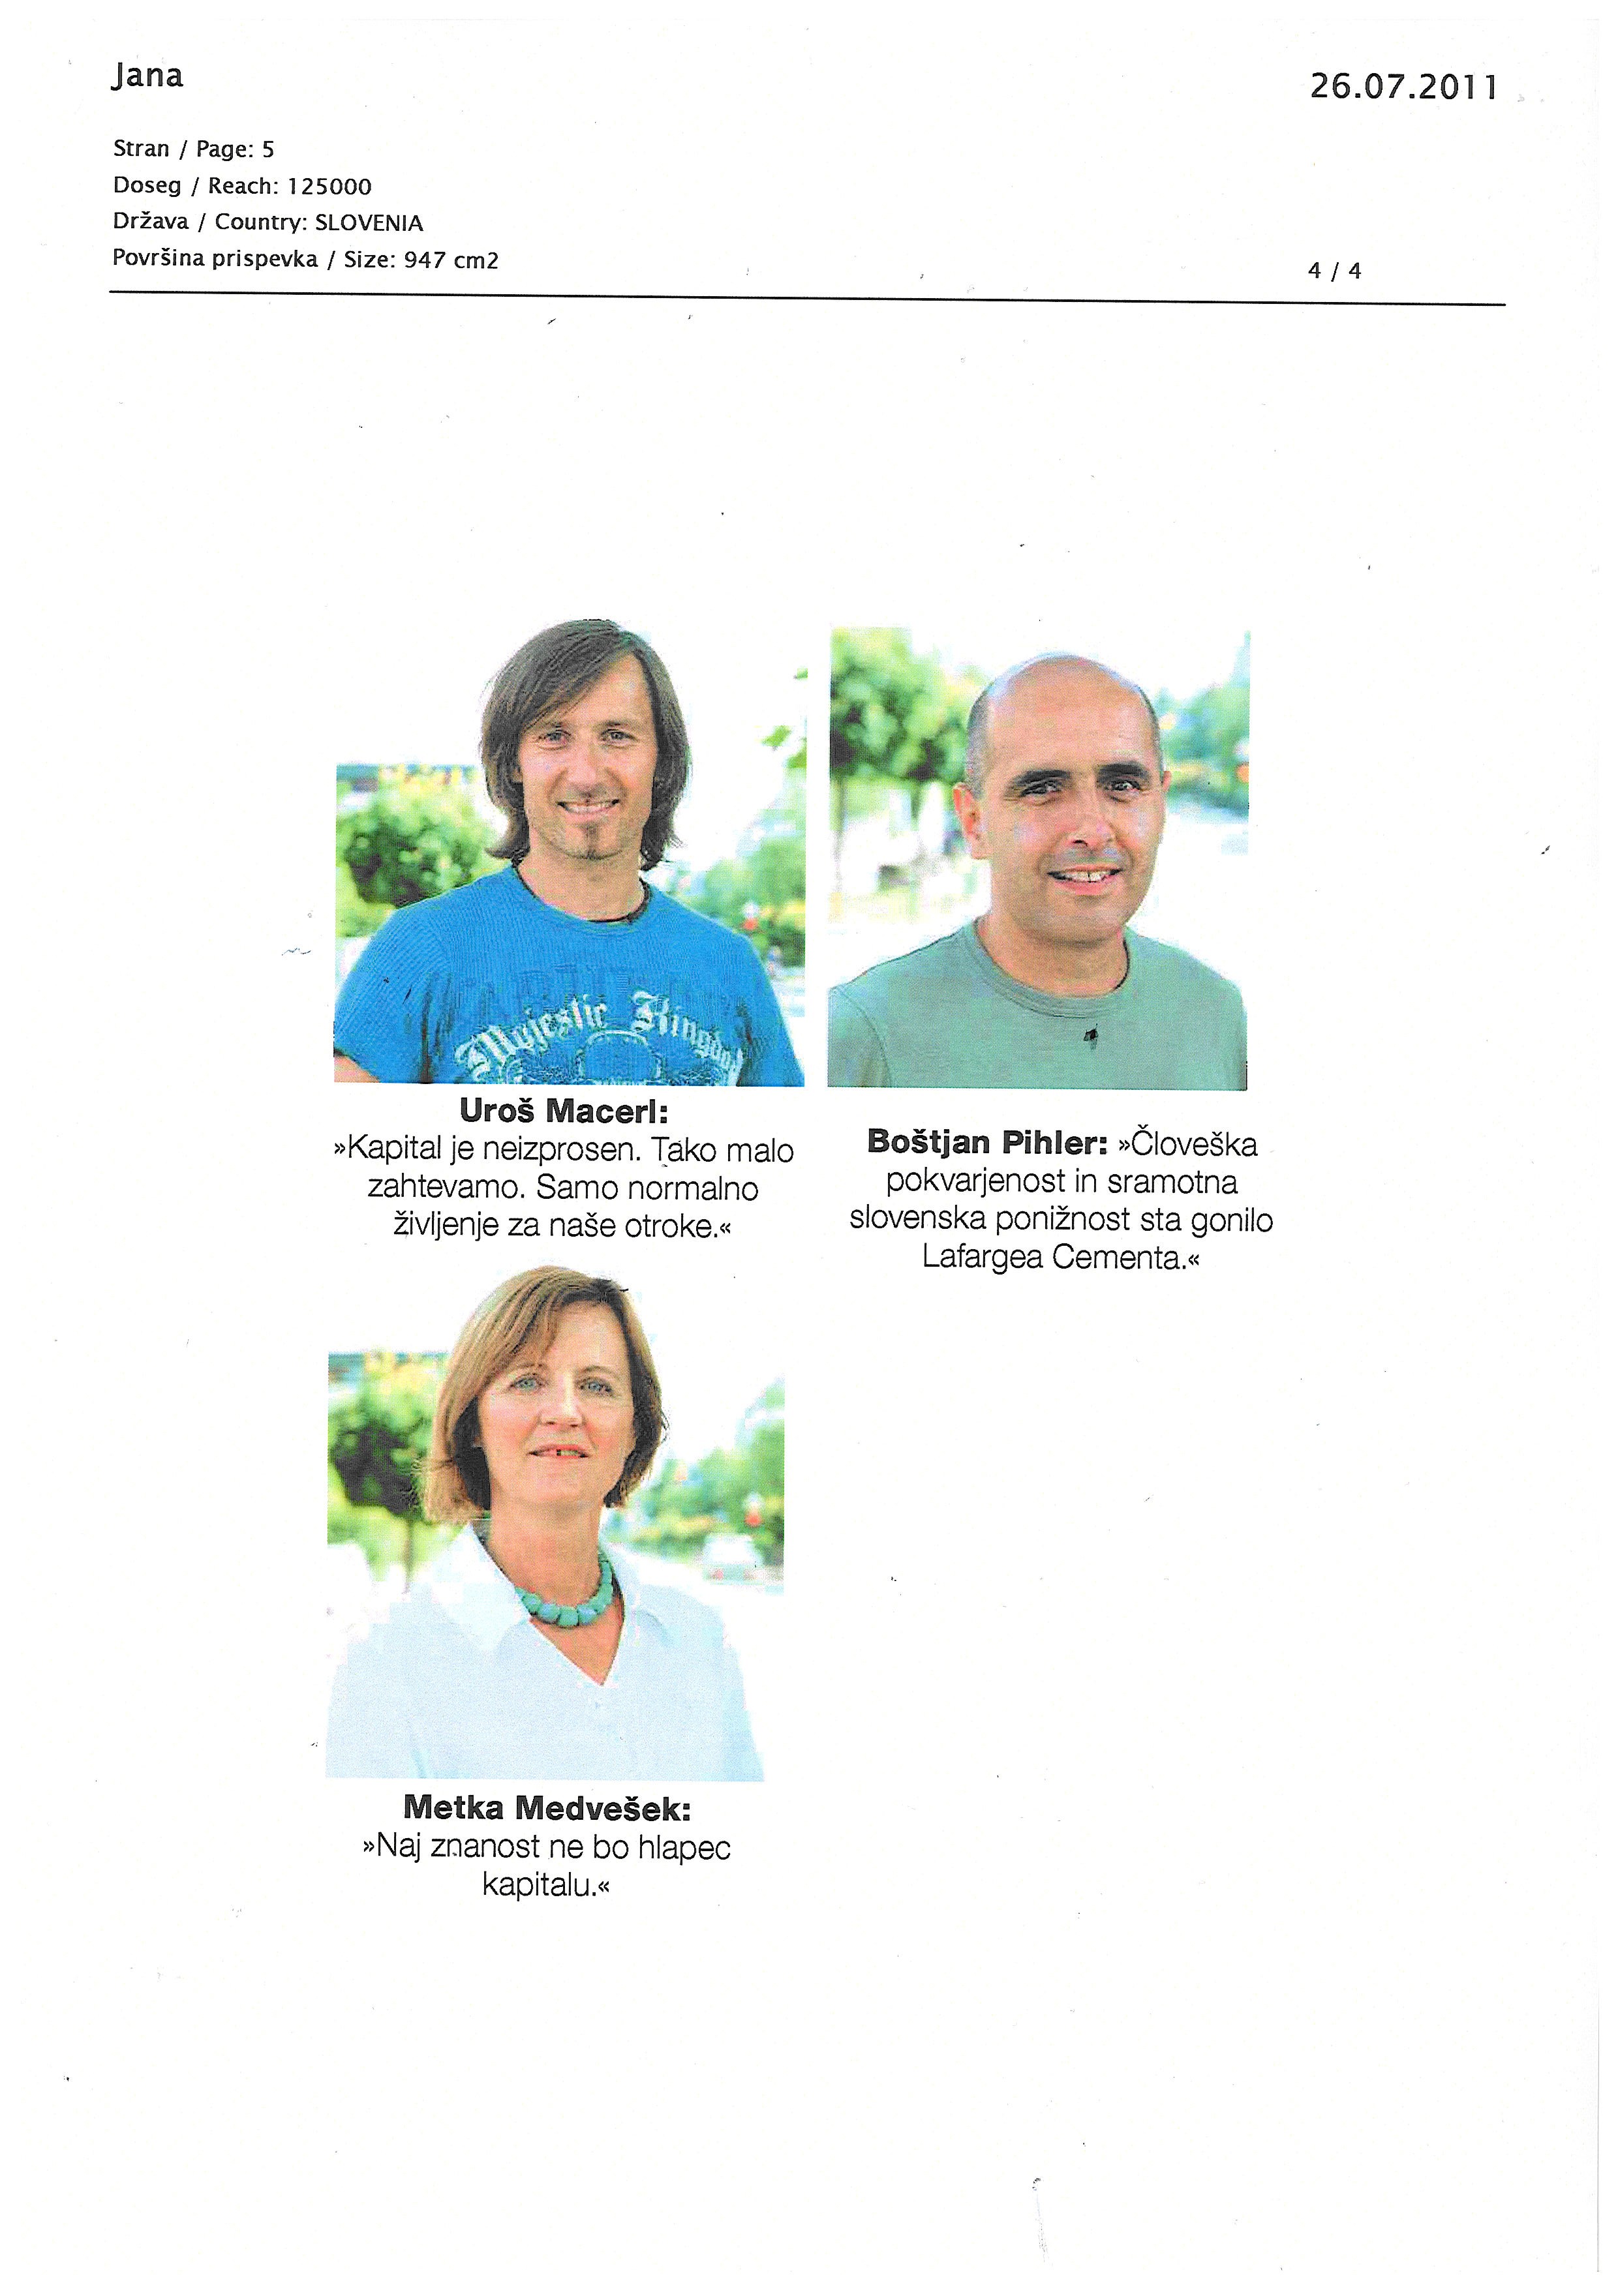 Jana
26.07.2011
Stran / Page: 5
Doseg / Reach: 125000
Država / Country: SLOVENIA
Površina prispevka / Size: 947 cm2
4 / 4
Majestic Kingdom
Uroš Macerl:
»Kapital je neizprosen. Tako malo
zahtevamo. Samo normalno
življenje za naše otroke.«
Boštjan Pihler: »Človeška
pokvarjenost in sramotna
slovenska ponižnost sta gonilo
Lafargea Cementa.«
Metka Medvešek:
»Naj znanost ne bo hlapec
kapitalu.«